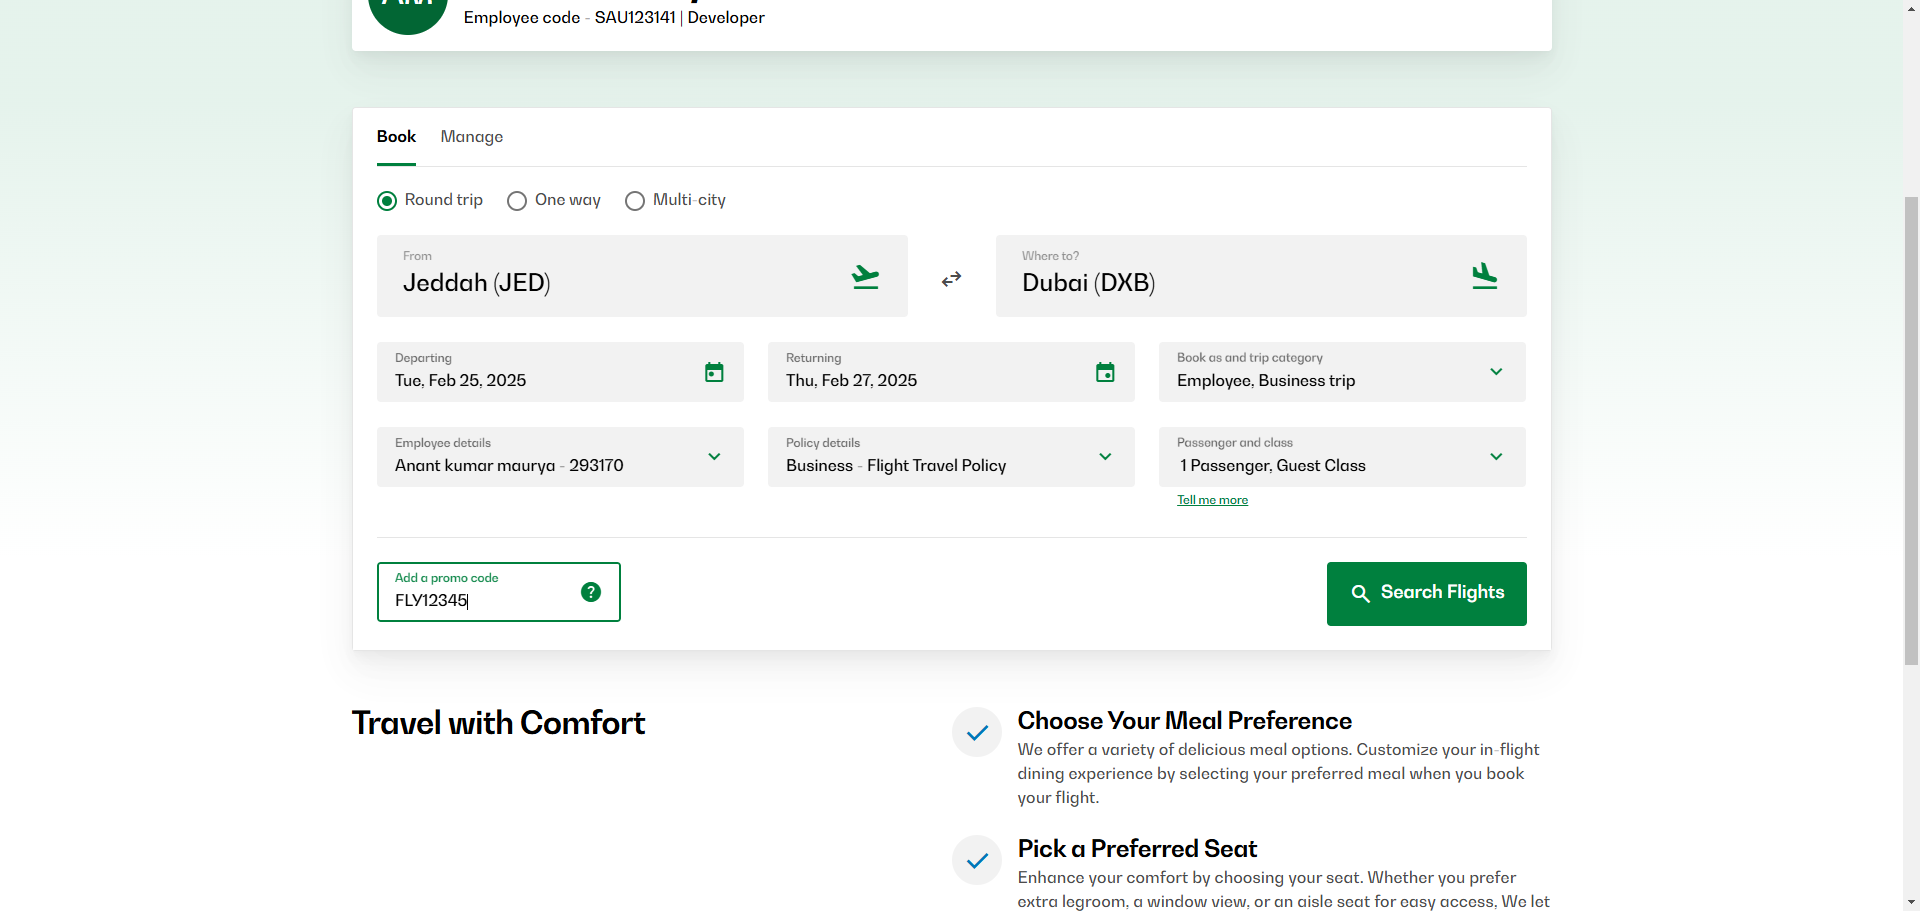 Employee code - SAU123141 | Developer
Book Manage
Round trip One way Multi-city
From
Jeddah (JED)
Where to?
Dubai (DXB)
Departing
Tue, Feb 25, 2025
Returning
Thu, Feb 27, 2025
Book as and trip category
Employee, Business trip
Employee details
Anant kumar maurya - 293170
Policy details
Business - Flight Travel Policy
Passenger and class
1 Passenger, Guest Class
Tell me more
Add a promo code
FLY12345
?
Search Flights
Travel with Comfort
Choose Your Meal Preference
We offer a variety of delicious meal options. Customize your in-flight
dining experience by selecting your preferred meal when you book
your flight.
Pick a Preferred Seat
Enhance your comfort by choosing your seat. Whether you prefer
extra legroom, a window view, or an aisle seat for easy access, We let